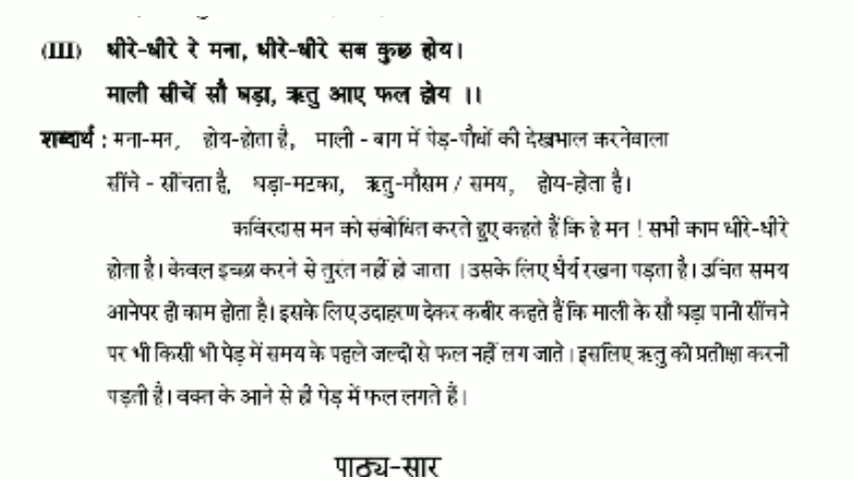 (III) धीरे-धीरे रे मना, धीरे-धीरे सब कुछ होय।
माली सीचें सौ घड़ा, ऋतु आए फल होय ।।
शब्दार्थ : मना-मन, होय-होता है, माली - बाग में पेड़-पौधों की देखभाल करनेवाला
सींचे - सींचता है, घड़ा-मटका, ऋतु-मौसम / समय, होय-होता है।
कविरदास मन को संबोधित करते हुए कहते हैं कि हे मन ! सभी काम धीरे-धीरे
होता है। केवल इच्छा करने से तुरंत नहीं हो जाता । उसके लिए धैर्य रखना पड़ता है। उचित समय
आनेपर ही काम होता है। इसके लिए उदाहरण देकर कबीर कहते हैं कि माली के सौ घड़ा पानी सींचने
पर भी किसी भी पेड़ में समय के पहले जल्दी से फल नहीं लग जाते । इसलिए ऋतु की प्रतीक्षा करनी
पड़ती है। वक्त के आने से ही पेड़ में फल लगते हैं।
पाठ्य-सार